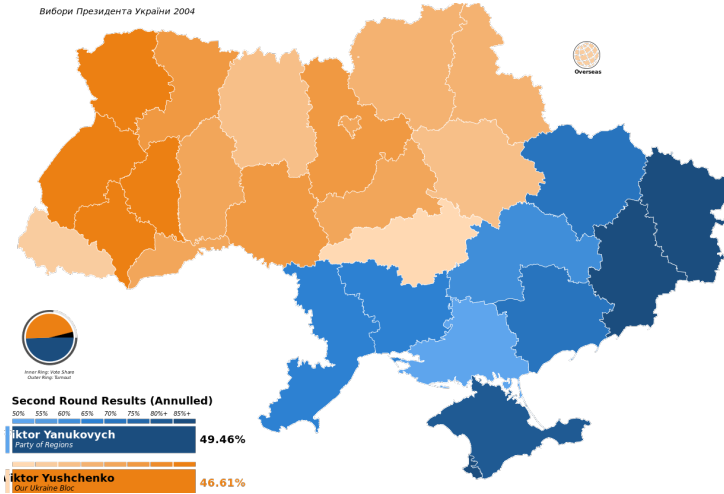 Вибори Президента України 2004
Overseas
Inner Ring: Vote Share
Outer Ring: Turnout
Second Round Results (Annulled)
50% 55% 60% 65% 70% 75% 80%+ 85%+
iktor Yanukovych
Party of Regions
49.46%
iktor Yushchenko
Our Ukraine Bloc
46.61%